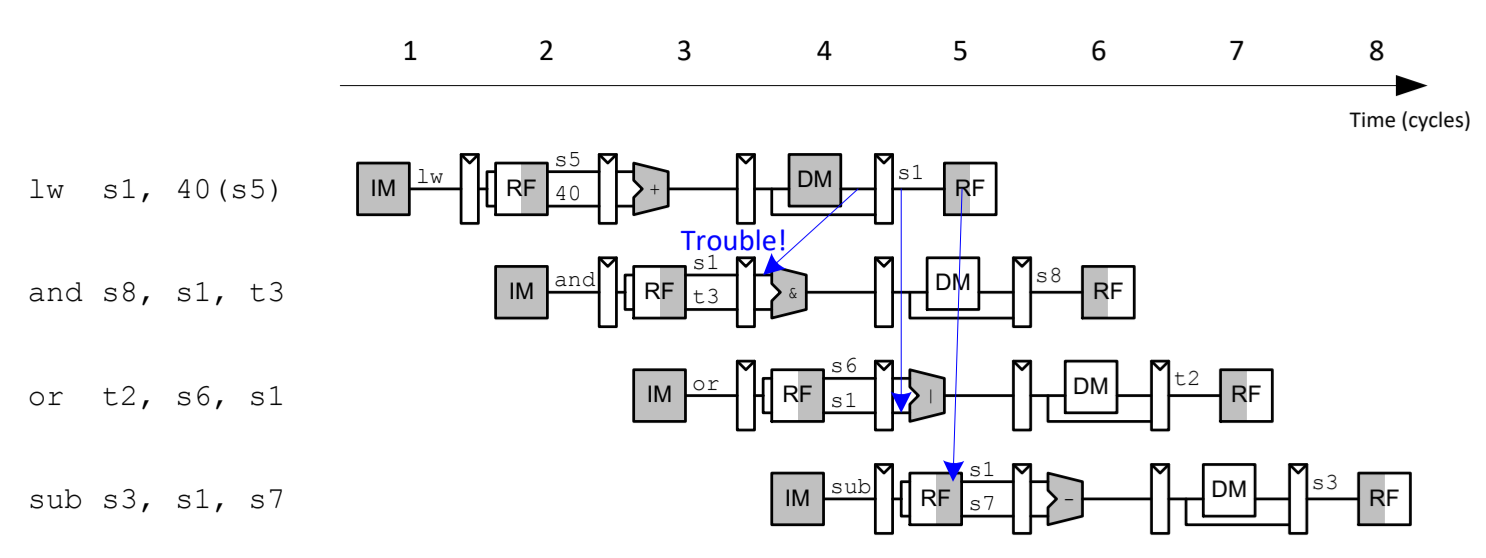 1 2 3 4 5 6 7 8
Time (cycles)
lw s1, 40(s5) IM lw RF s5 40 + DM s1 RF
Trouble!
and s8, s1, t3 IM and RF s1 t3 & DM s8 RF
or t2, s6, s1 IM or RF s6 s1 | DM t2 RF
sub s3, s1, s7 IM sub RF s1 s7 - DM s3 RF